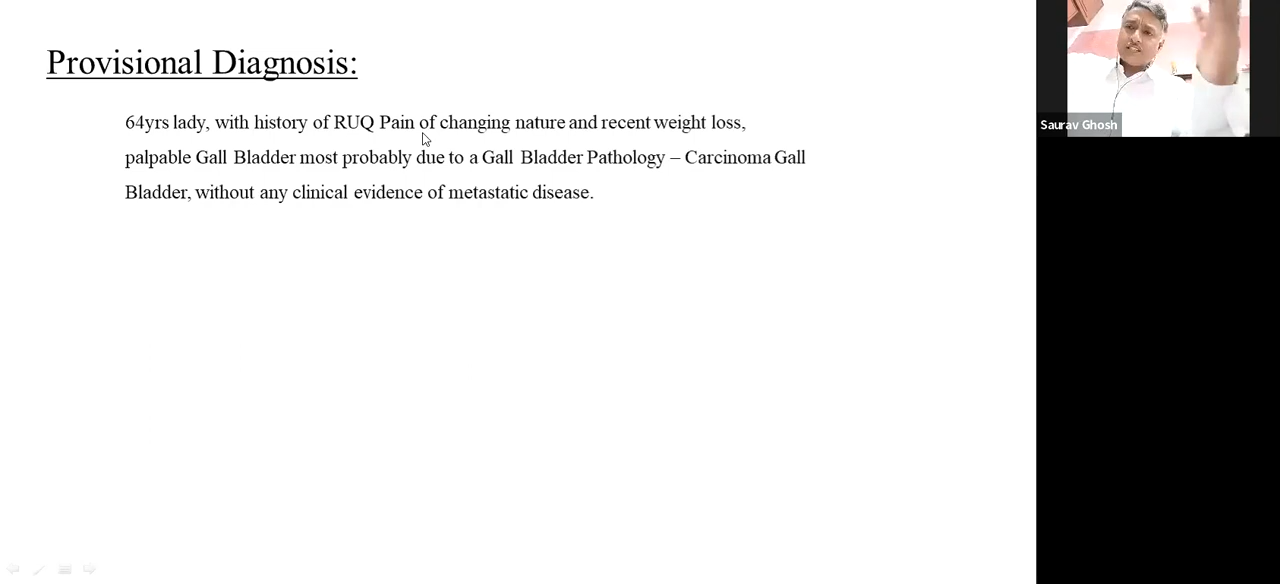 Provisional Diagnosis:
64yrs lady, with history of RUQ Pain of changing nature and recent weight loss,
palpable Gall Bladder most probably due to a Gall Bladder Pathology – Carcinoma Gall
Bladder, without any clinical evidence of metastatic disease.
Saurav Ghosh